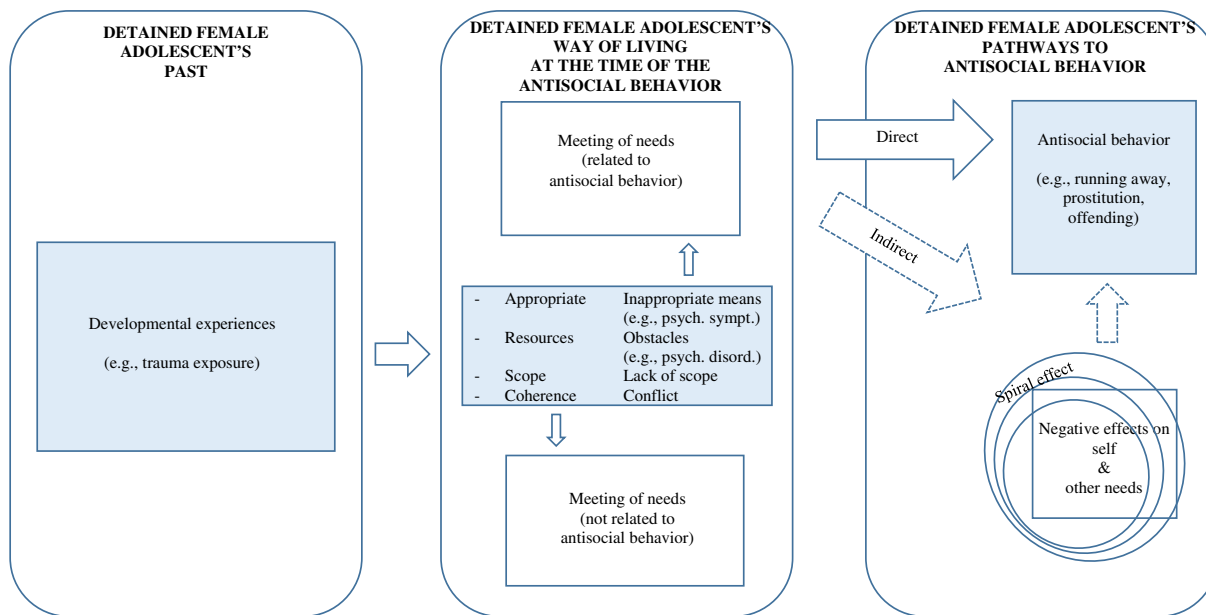 DETAINED FEMALE
ADOLESCENT'S
PAST
Developmental experiences
(e.g., trauma exposure)
DETAINED FEMALE ADOLESCENT'S
WAY OF LIVING
AT THE TIME OF THE
ANTISOCIAL BEHAVIOR
Meeting of needs
(related to
antisocial behavior)
- Appropriate Inappropriate means
(e.g., psych. sympt.)
- Resources Obstacles
(e.g., psych. disord.)
- Scope Lack of scope
- Coherence Conflict
Meeting of needs
(not related to
antisocial behavior)
DETAINED FEMALE ADOLESCENT'S
PATHWAYS TO
ANTISOCIAL BEHAVIOR
Direct
Indirect
Antisocial behavior
(e.g., running away,
prostitution,
offending)
Spiral effect
Negative effects on
self
&
other needs